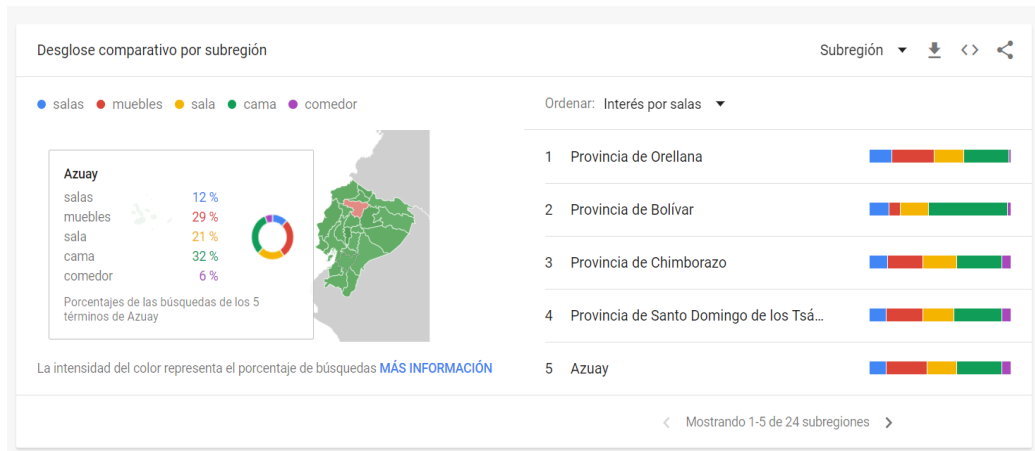 Desglose comparativo por subregión
Subregión
salas muebles sala cama comedor
Azuay
salas 12 %
muebles 29 %
sala 21 %
cama 32 %
comedor 6 %
Porcentajes de las búsquedas de los 5
términos de Azuay
La intensidad del color representa el porcentaje de búsquedas MÁS INFORMACIÓN
Ordenar: Interés por salas
1 Provincia de Orellana
2 Provincia de Bolívar
3 Provincia de Chimborazo
4 Provincia de Santo Domingo de los Tsá...
5 Azuay
Mostrando 1-5 de 24 subregiones